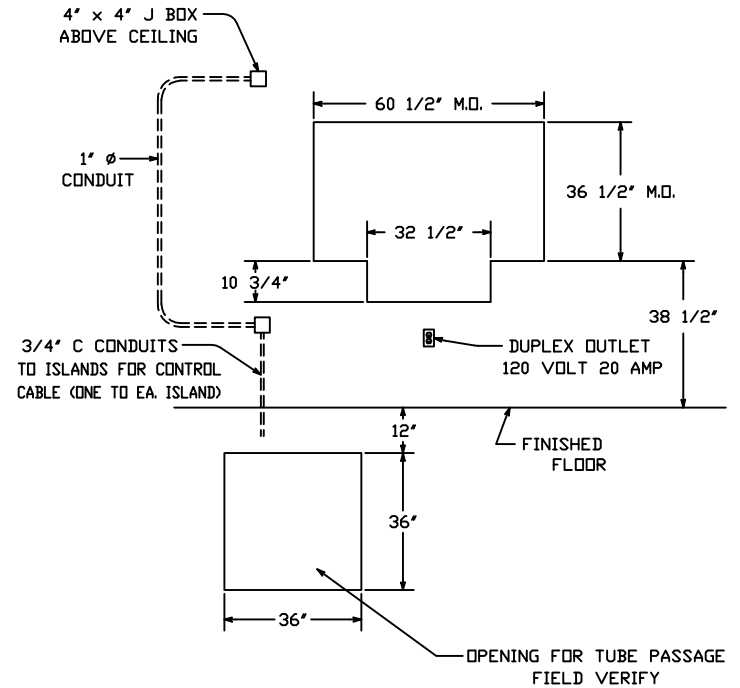 4" x 4" J BOX
ABOVE CEILING
60 1/2" M.O.
1" Ø
CONDUIT
36 1/2" M.O.
32 1/2"
10 3/4"
38 1/2"
3/4" C CONDUITS
TO ISLANDS FOR CONTROL
CABLE (ONE TO EA. ISLAND)
DUPLEX OUTLET
120 VOLT 20 AMP
12"
FINISHED
FLOOR
36"
36"
OPENING FOR TUBE PASSAGE
FIELD VERIFY